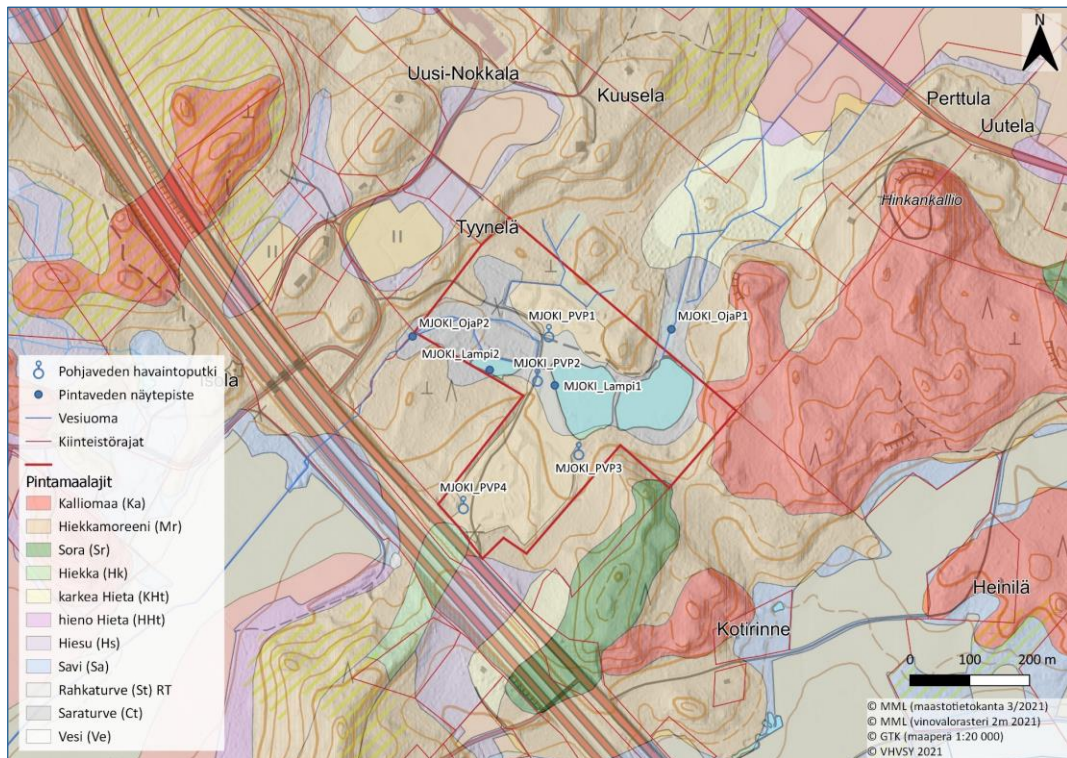 N
Uusi-Nokkala
Kuusela
Perttula
Uutela
Hinkankallio
Tyynelä
MJOKI_PVP1
MJOKI_OjaP1
MJOKI_OjaP2
MJOKI_Lampi2
MJOKI_PVP2
MJOKI_Lampi1
MJOKI_PVP3
MJOKI_PVP4
Isola
Pohjaveden havaintoputki
Pintaveden näytepiste
Vesiuoma
Kiinteistörajat
Pintamaalajit
Kalliomaa (Ka)
Hiekkamoreeni (Mr)
Sora (Sr)
Hiekka (Hk)
karkea Hieta (KHt)
hieno Hieta (HHt)
Hiesu (Hs)
Savi (Sa)
Rahkaturve (St) RT
Saraturve (Ct)
Vesi (Ve)
Heinilä
Kotirinne
0 100 200 m
© MML (maastotietokanta 3/2021)
© MML (vinovalorasteri 2m 2021)
© GTK (maaperä 1:20 000)
© VHVSY 2021